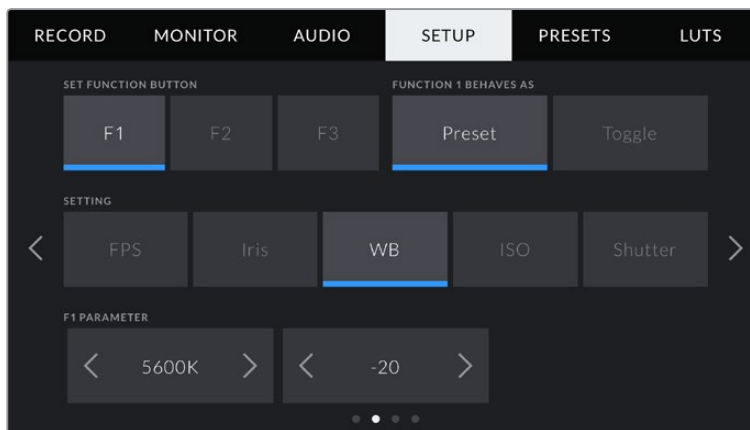 RECORD MONITOR AUDIO SETUP PRESETS LUTS
SET FUNCTION BUTTON FUNCTION 1 BEHAVES AS
F1 F2 F3 Preset Toggle
SETTING
FPS Iris WB ISO Shutter
F1 PARAMETER
5600K -20